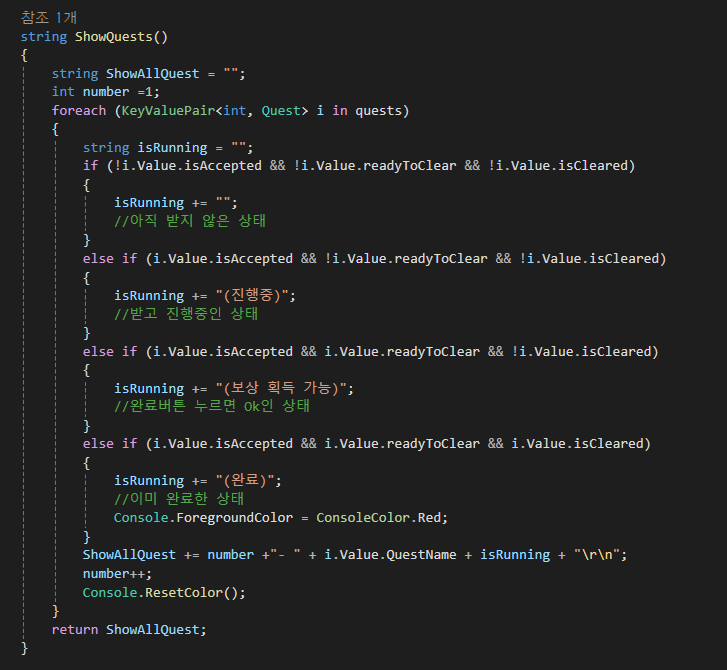 참조 1개
string ShowQuests()
{
    string ShowAllQuest = "";
    int number =1;
    foreach (KeyValuePair<int, Quest> i in quests)
    {
        string isRunning = "";
        if (!i.Value.isAccepted && !i.Value.readyToClear && !i.Value.isCleared)
        {
            isRunning += "";
            //아직 받지 않은 상태
        }
        else if (i.Value.isAccepted && !i.Value.readyToClear && !i.Value.isCleared)
        {
            isRunning += "(진행중)";
            //받고 진행중인 상태
        }
        else if (i.Value.isAccepted && i.Value.readyToClear && !i.Value.isCleared)
        {
            isRunning += "(보상 획득 가능)";
            //완료버튼 누르면 Ok인 상태
        }
        else if (i.Value.isAccepted && i.Value.readyToClear && i.Value.isCleared)
        {
            isRunning += "(완료)";
            //이미 완료한 상태
            Console.ForegroundColor = ConsoleColor.Red;
        }
        ShowAllQuest += number +"- " + i.Value.QuestName + isRunning + "\r\n";
        number++;
        Console.ResetColor();
    }
    return ShowAllQuest;
}